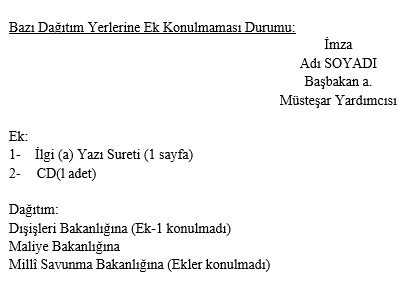 Bazı Dağıtım Yerlerine Ek Konulmaması Durumu:
İmza
Adı SOYADI
Başbakan a.
Müsteşar Yardımcısı
Ek:
1- İlgi (a) Yazı Sureti (1 sayfa)
2- CD(1 adet)
Dağıtım:
Dışişleri Bakanlığına (Ek-1 konulmadı)
Maliye Bakanlığına
Millî Savunma Bakanlığına (Ekler konulmadı)